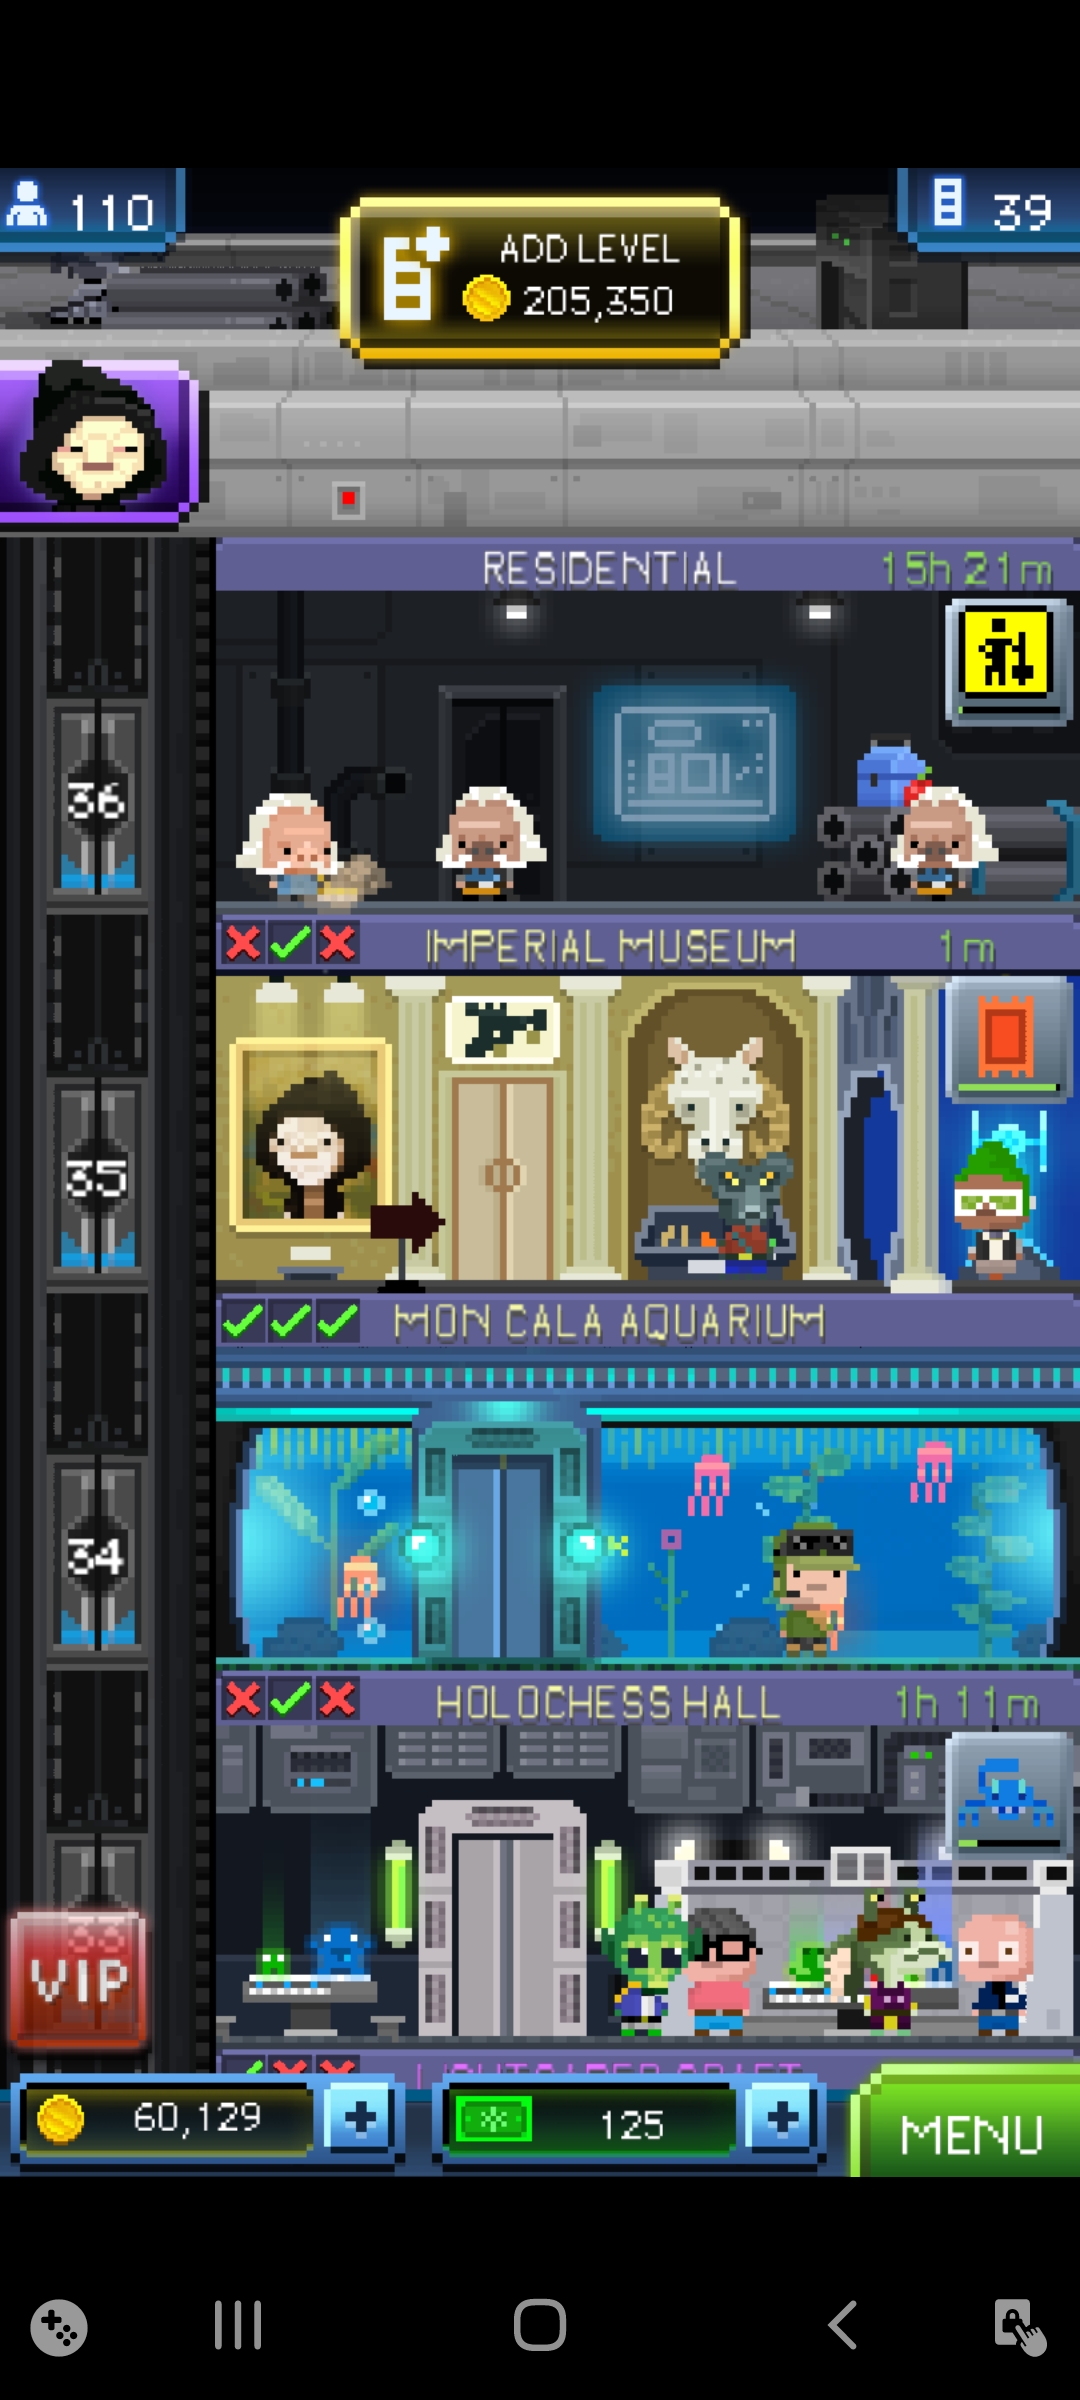 110
ADD LEVEL
205,350
39
RESIDENTIAL 15h 21m
36
IMPERIAL MUSEUM 1m
35
MON CALA AQUARIUM
34
HOLOCHESS HALL 1h 11m
33
VIP
60,129
125
MENU